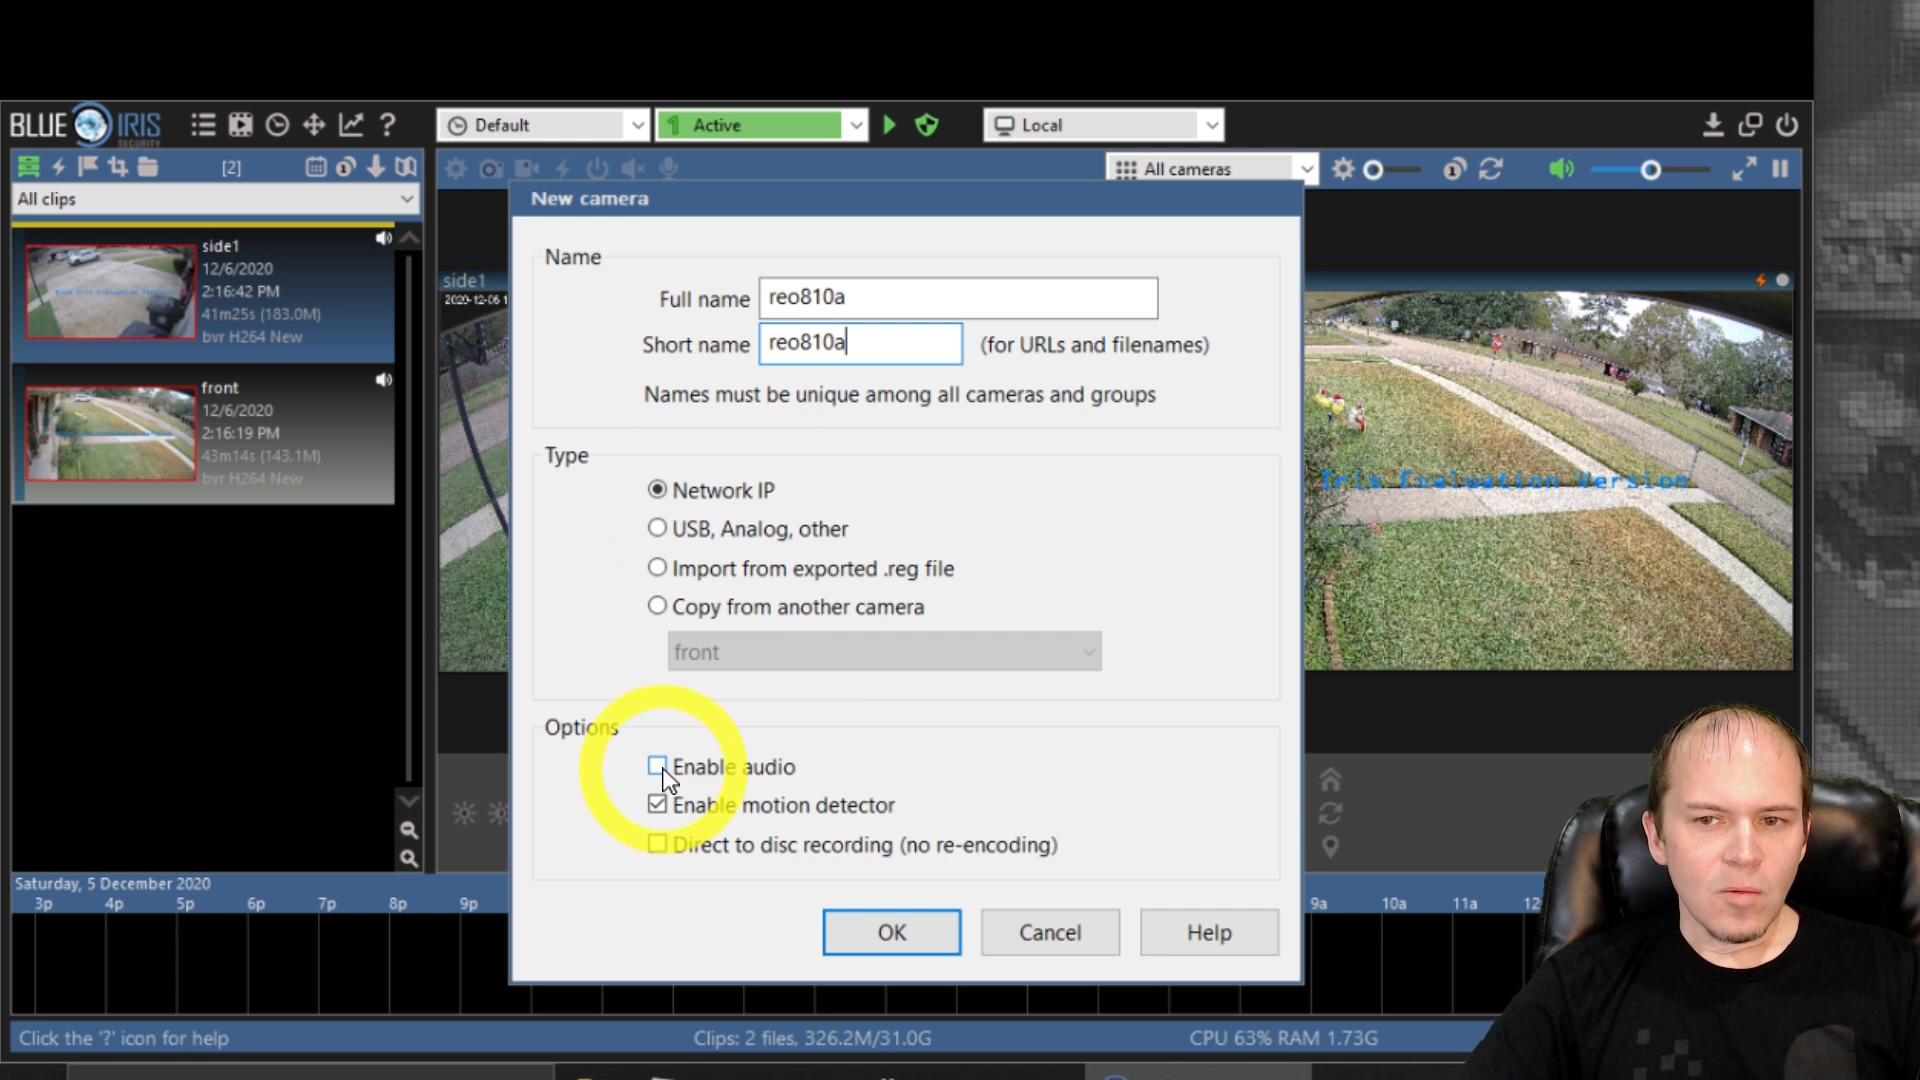 BLUE IRIS
SECURITY
Default
1 Active
Local
[2]
All cameras
All clips
New camera
side1
12/6/2020
2:16:42 PM
41m25s (183.0M)
bvr H264 New
front
12/6/2020
2:16:19 PM
43m14s (143.1M)
bvr H264 New
side1
2020-12-06 1
Iris Evaluation Version
Name
Full name reo810a
Short name reo810a (for URLs and filenames)
Names must be unique among all cameras and groups
Type
Network IP
USB, Analog, other
Import from exported .reg file
Copy from another camera
front
Options
Enable audio
Enable motion detector
Direct to disc recording (no re-encoding)
OK Cancel Help
Saturday, 5 December 2020
3p 4p 5p 6p 7p 8p 9p 9a 10a 11a 12
Click the '?' icon for help
Clips: 2 files, 326.2M/31.0G
CPU 63% RAM 1.73G